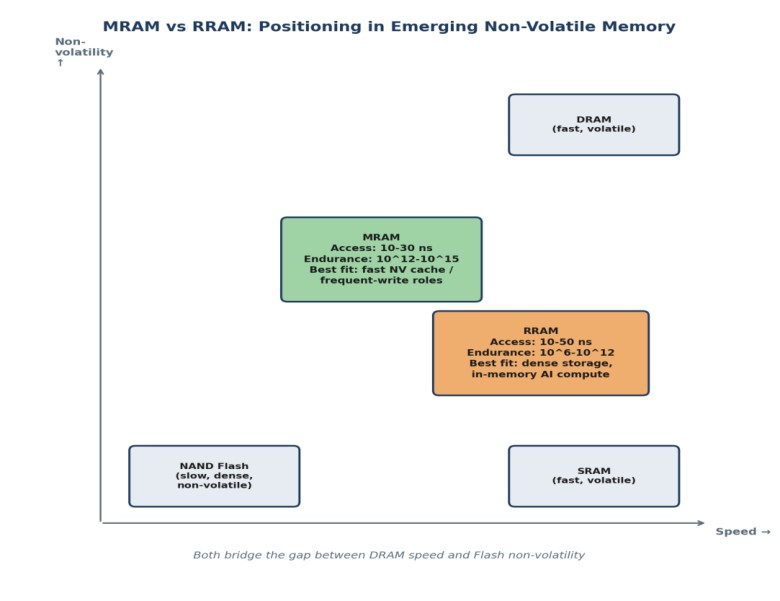 MRAM vs RRAM: Positioning in Emerging Non-Volatile Memory
Non-
volatility
↑
DRAM
(fast, volatile)
MRAM
Access: 10-30 ns
Endurance: 10^12-10^15
Best fit: fast NV cache /
frequent-write roles
RRAM
Access: 10-50 ns
Endurance: 10^6-10^12
Best fit: dense storage,
in-memory AI compute
NAND Flash
(slow, dense,
non-volatile)
SRAM
(fast, volatile)
Speed →
Both bridge the gap between DRAM speed and Flash non-volatility